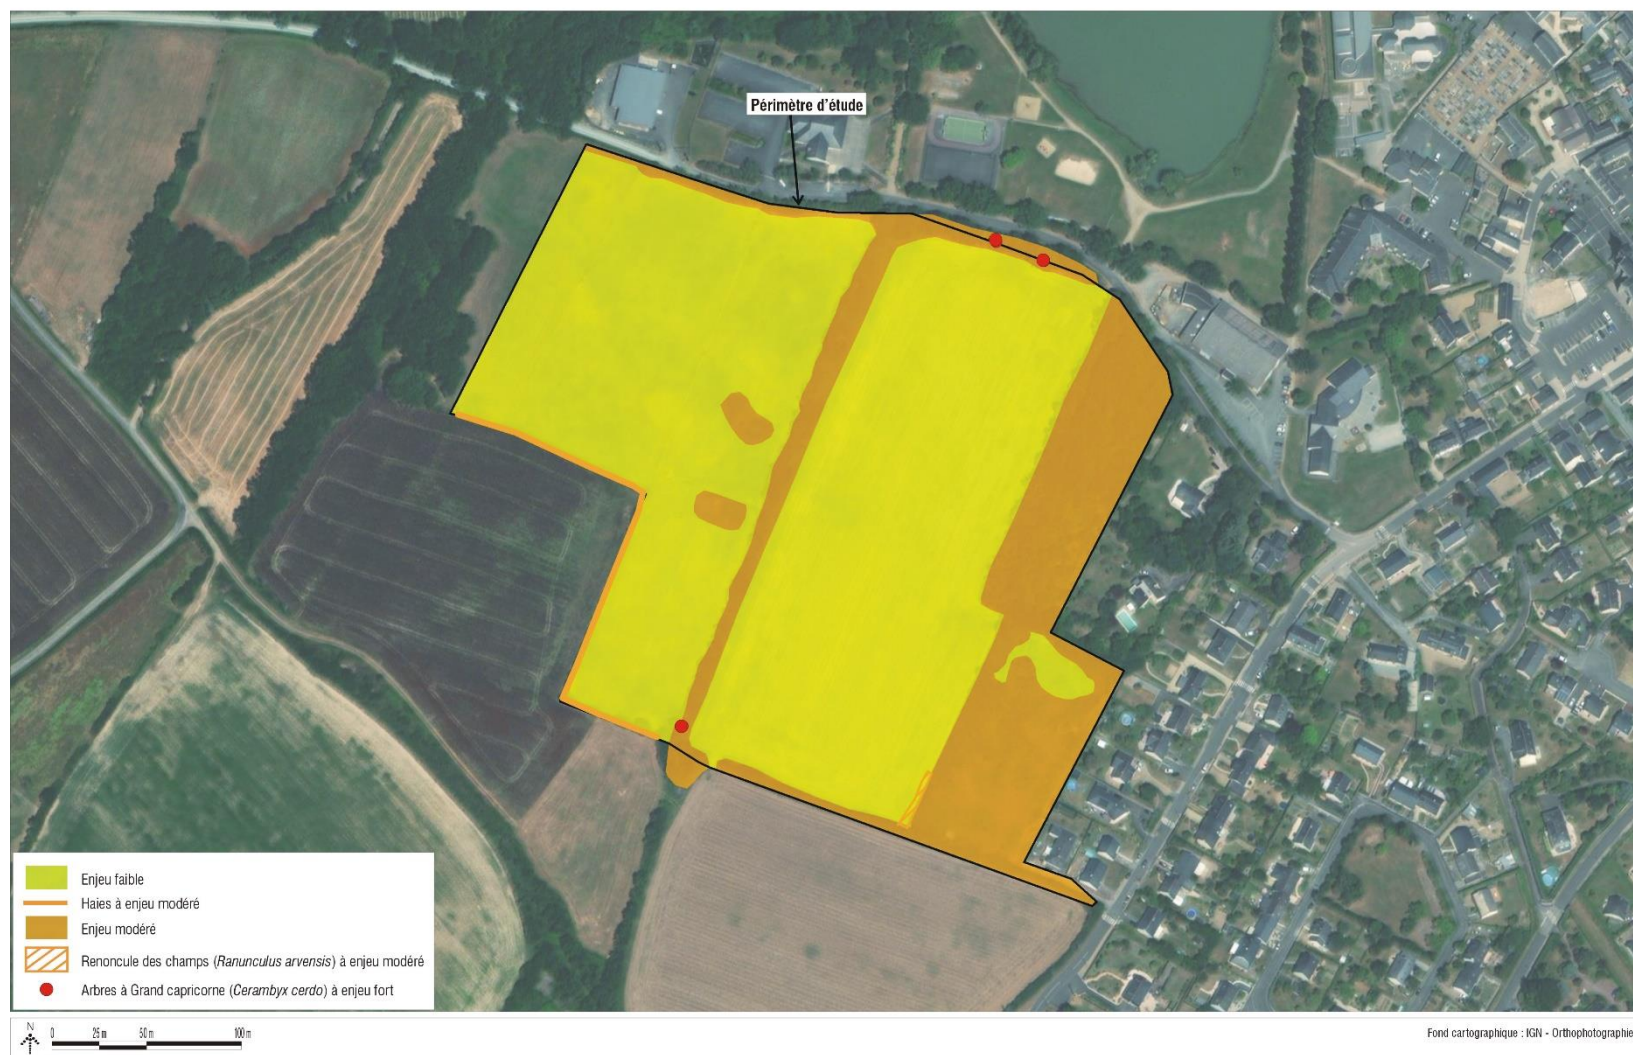 Périmètre d'étude
Enjeu faible
Haies à enjeu modéré
Enjeu modéré
Renoncule des champs (Ranunculus arvensis) à enjeu modéré
Arbres à Grand capricorne (Cerambyx cerdo) à enjeu fort
N
0 25 m 50 m 100 m
Fond cartographique : IGN - Orthophotographie